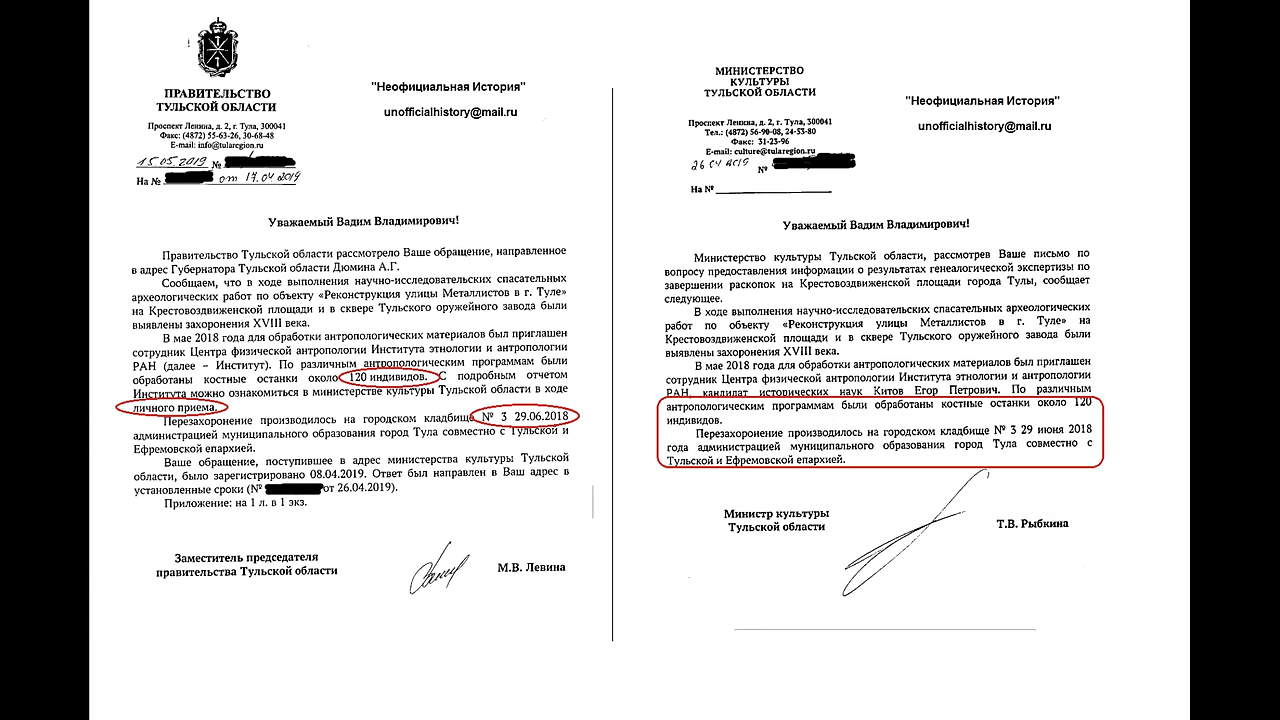 ПРАВИТЕЛЬСТВО
ТУЛЬСКОЙ ОБЛАСТИ
Проспект Ленина, д. 2, г. Тула, 300041
Факс: (4872) 55-63-26, 30-68-48
E-mail: info@tularegion.ru
15.05.2019 №
На № от 17.04 2019
"Неофициальная История"
unofficialhistory@mail.ru
Уважаемый Вадим Владимирович!
Правительство Тульской области рассмотрело Ваше обращение, направленное
в адрес Губернатора Тульской области Дюмина А.Г.
Сообщаем, что в ходе выполнения научно-исследовательских спасательных
археологических работ по объекту «Реконструкция улицы Металлистов в г. Туле»
на Крестовоздвиженской площади и в сквере Тульского оружейного завода были
выявлены захоронения XVIII века.
В мае 2018 года для обработки антропологических материалов был приглашен
сотрудник Центра физической антропологии Института этнологии и антропологии
РАН (далее – Институт). По различным антропологическим программам были
обработаны костные останки около 120 индивидов. С подробным отчетом
Института можно ознакомиться в министерстве культуры Тульской области в ходе
личного приема.
Перезахоронение производилось на городском кладбище № 3 29.06.2018
администрацией муниципального образования город Тула совместно с Тульской и
Ефремовской епархией.
Ваше обращение, поступившее в адрес министерства культуры Тульской
области, было зарегистрировано 08.04.2019. Ответ был направлен в Ваш адрес в
установленные сроки (№ от 26.04.2019).
Приложение: на 1 л. в 1 экз.
Заместитель председателя
правительства Тульской области
М.В. Левина
МИНИСТЕРСТВО
КУЛЬТУРЫ
ТУЛЬСКОЙ ОБЛАСТИ
Проспект Ленина, д. 2, г. Тула, 300041
Тел.: (4872) 56-90-08, 24-53-80
Факс: 31-23-96
E-mail: culture@tularegion.ru
26 04 2019 №
На №
"Неофициальная История"
unofficialhistory@mail.ru
Уважаемый Вадим Владимирович!
Министерство культуры Тульской области, рассмотрев Ваше письмо по
вопросу предоставления информации о результатах генеалогической экспертизы по
завершении раскопок на Крестовоздвиженской площади города Тулы, сообщает
следующее.
В ходе выполнения научно-исследовательских спасательных археологических
работ по объекту «Реконструкция улицы Металлистов в г. Туле» на
Крестовоздвиженской площади и в сквере Тульского оружейного завода были
выявлены захоронения XVIII века.
В мае 2018 года для обработки антропологических материалов был приглашен
сотрудник Центра физической антропологии Института этнологии и антропологии
РАН, кандидат исторических наук Китов Егор Петрович. По различным
антропологическим программам были обработаны костные останки около 120
индивидов.
Перезахоронение производилось на городском кладбище № 3 29 июня 2018
года администрацией муниципального образования город Тула совместно с
Тульской и Ефремовской епархией.
Министр культуры
Тульской области
Т.В. Рыбкина